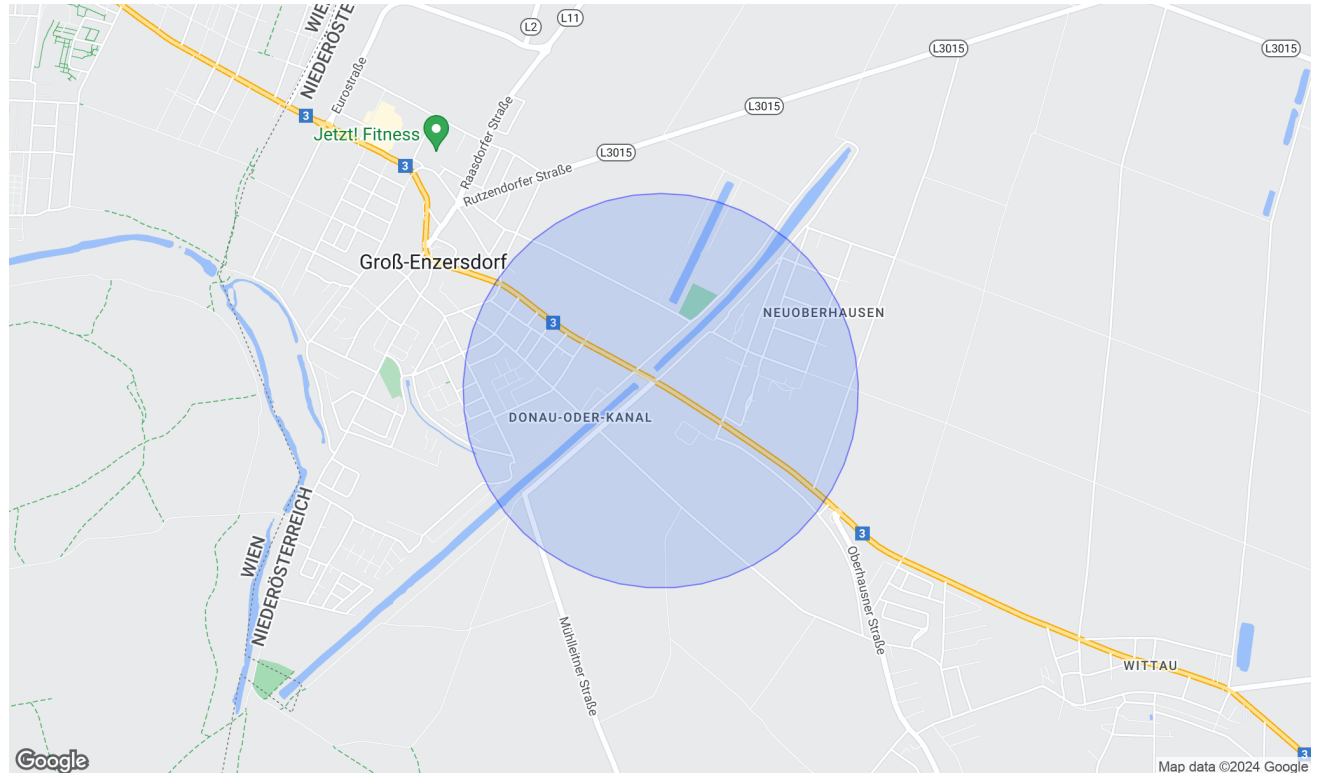 WIEN
NIEDERÖSTERREICH
L2
L11
L3015
L3015
Eurostraße
3
Jetzt! Fitness
L3015
3
Raasdorfer Straße
L3015
Rutzendorfer Straße
Groß-Enzersdorf
NEUOBERHAUSEN
3
DONAU-ODER-KANAL
WIEN
NIEDERÖSTERREICH
3
Oberhausner Straße
Mühlleitner Straße
WITTAU
3
Google
Map data ©2024 Google